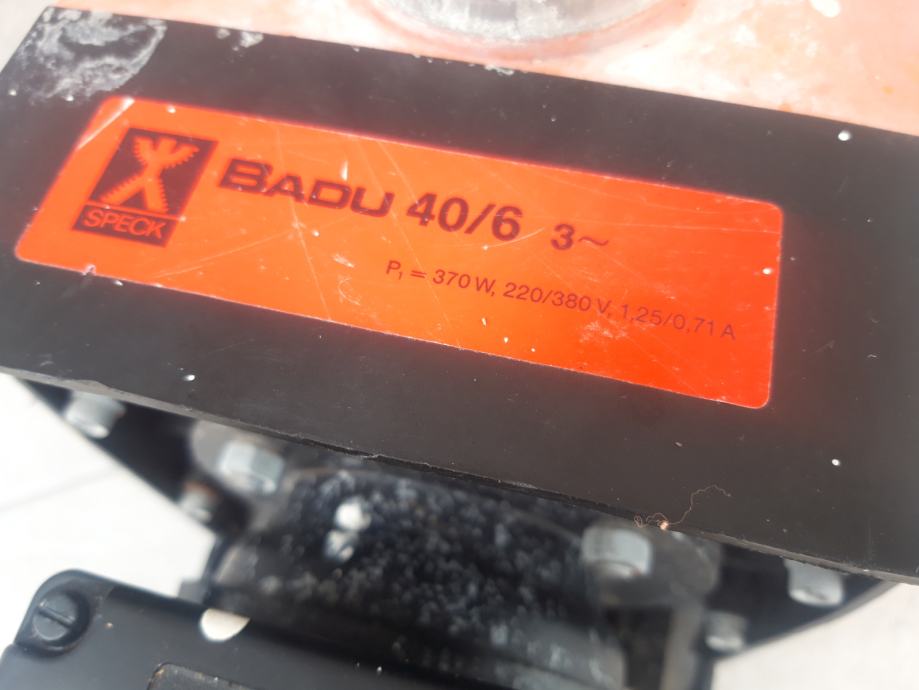 SPECK
BADU 40/6 3~
P₁ = 370 W, 220/380 V, 1,25/0,71 A